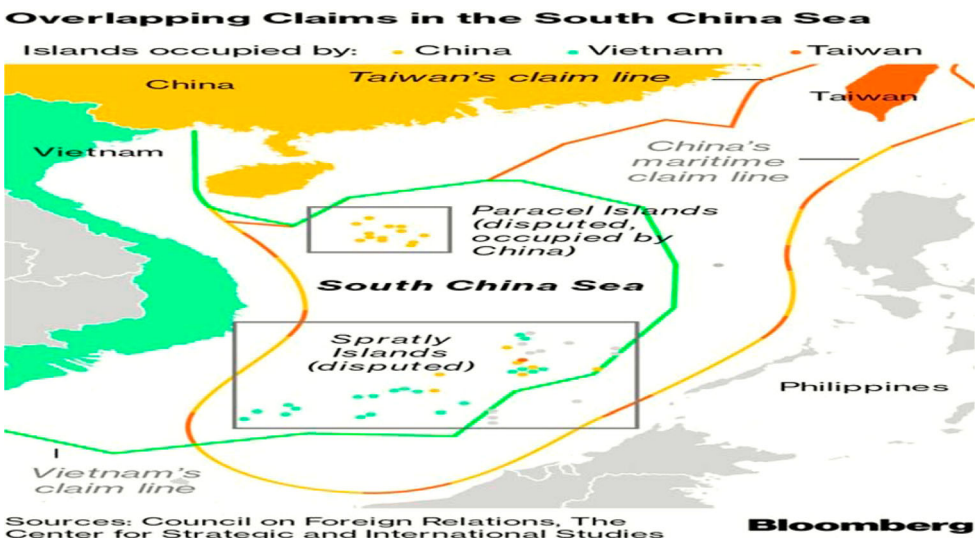 Overlapping Claims in the South China Sea
Islands occupied by: China Vietnam Taiwan
China
Taiwan's claim line
Taiwan
Vietnam
China's
maritime
claim line
Paracel Islands
(disputed,
occupied by
China)
South China Sea
Spratly
Islands
(disputed)
Philippines
Vietnam's
claim line
Sources: Council on Foreign Relations, The
Center for Strategic and International Studies
Bloomberg